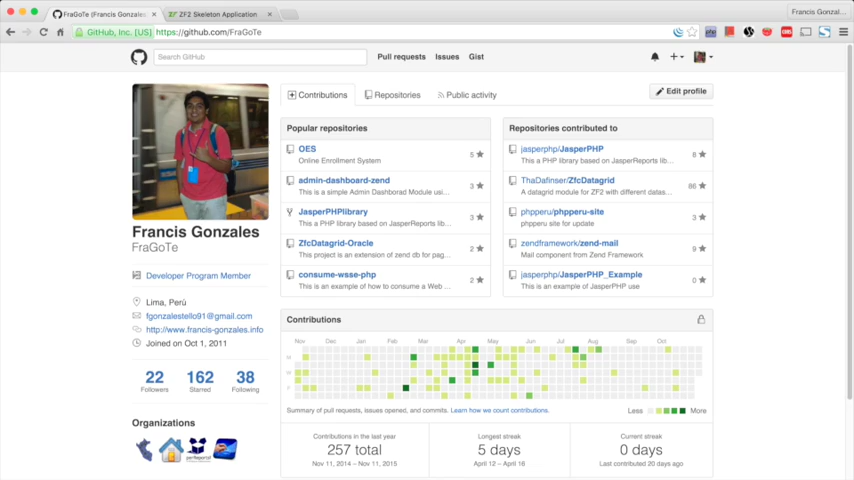 FraGoTe (Francis Gonzales
ZF2 Skeleton Application
Francis Gonzal...
GitHub, Inc. [US] https://github.com/FraGoTe
Search GitHub
Pull requests Issues Gist
Contributions Repositories Public activity
Edit profile
Popular repositories
OES
Online Enrollment System
5
admin-dashboard-zend
This is a simple Admin Dashborad Module usi...
3
JasperPHPlibrary
This a PHP library based on JasperReports lib...
3
ZfcDatagrid-Oracle
This project is an extension of zend db for pag...
2
consume-wsse-php
This is an example of how to consume a Web ...
2
Repositories contributed to
jasperphp/JasperPHP
This a PHP library based on JasperReports lib...
8
ThaDafinser/ZfcDatagrid
A datagrid module for ZF2 with different datas...
86
phpperu/phpperu-site
phpperu site for update
3
zendframework/zend-mail
Mail component from Zend Framework
9
jasperphp/JasperPHP_Example
This is an example of JasperPHP use
0
Francis Gonzales
FraGoTe
Developer Program Member
Lima, Perú
fgonzalestello91@gmail.com
http://www.francis-gonzales.info
Joined on Oct 1, 2011
22 162 38
Followers Starred Following
Organizations
Contributions
Nov Dec Jan Feb Mar Apr May Jun Jul Aug Sep Oct
M
W
F
Summary of pull requests, issues opened, and commits. Learn how we count contributions.
Less More
Contributions in the last year
257 total
Nov 11, 2014 – Nov 11, 2015
Longest streak
5 days
April 12 – April 16
Current streak
0 days
Last contributed 20 days ago